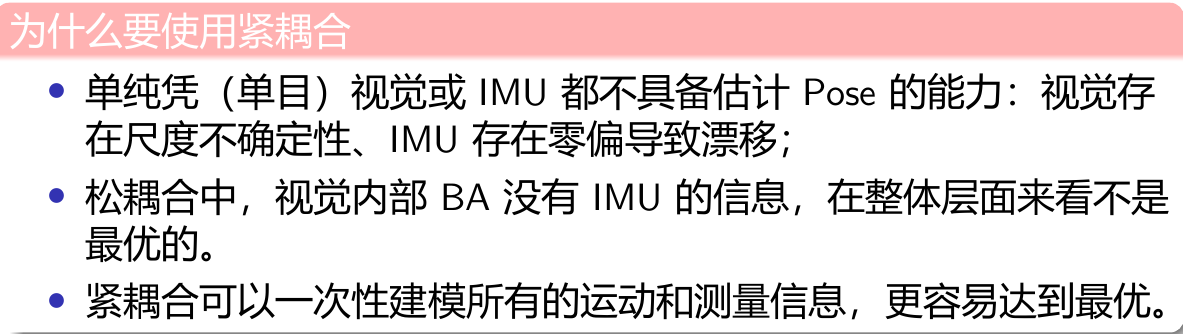 为什么要使用紧耦合
• 单纯凭（单目）视觉或 IMU 都不具备估计 Pose 的能力：视觉存
在尺度不确定性、IMU 存在零偏导致漂移；
• 松耦合中，视觉内部 BA 没有 IMU 的信息，在整体层面来看不是
最优的。
• 紧耦合可以一次性建模所有的运动和测量信息，更容易达到最优。